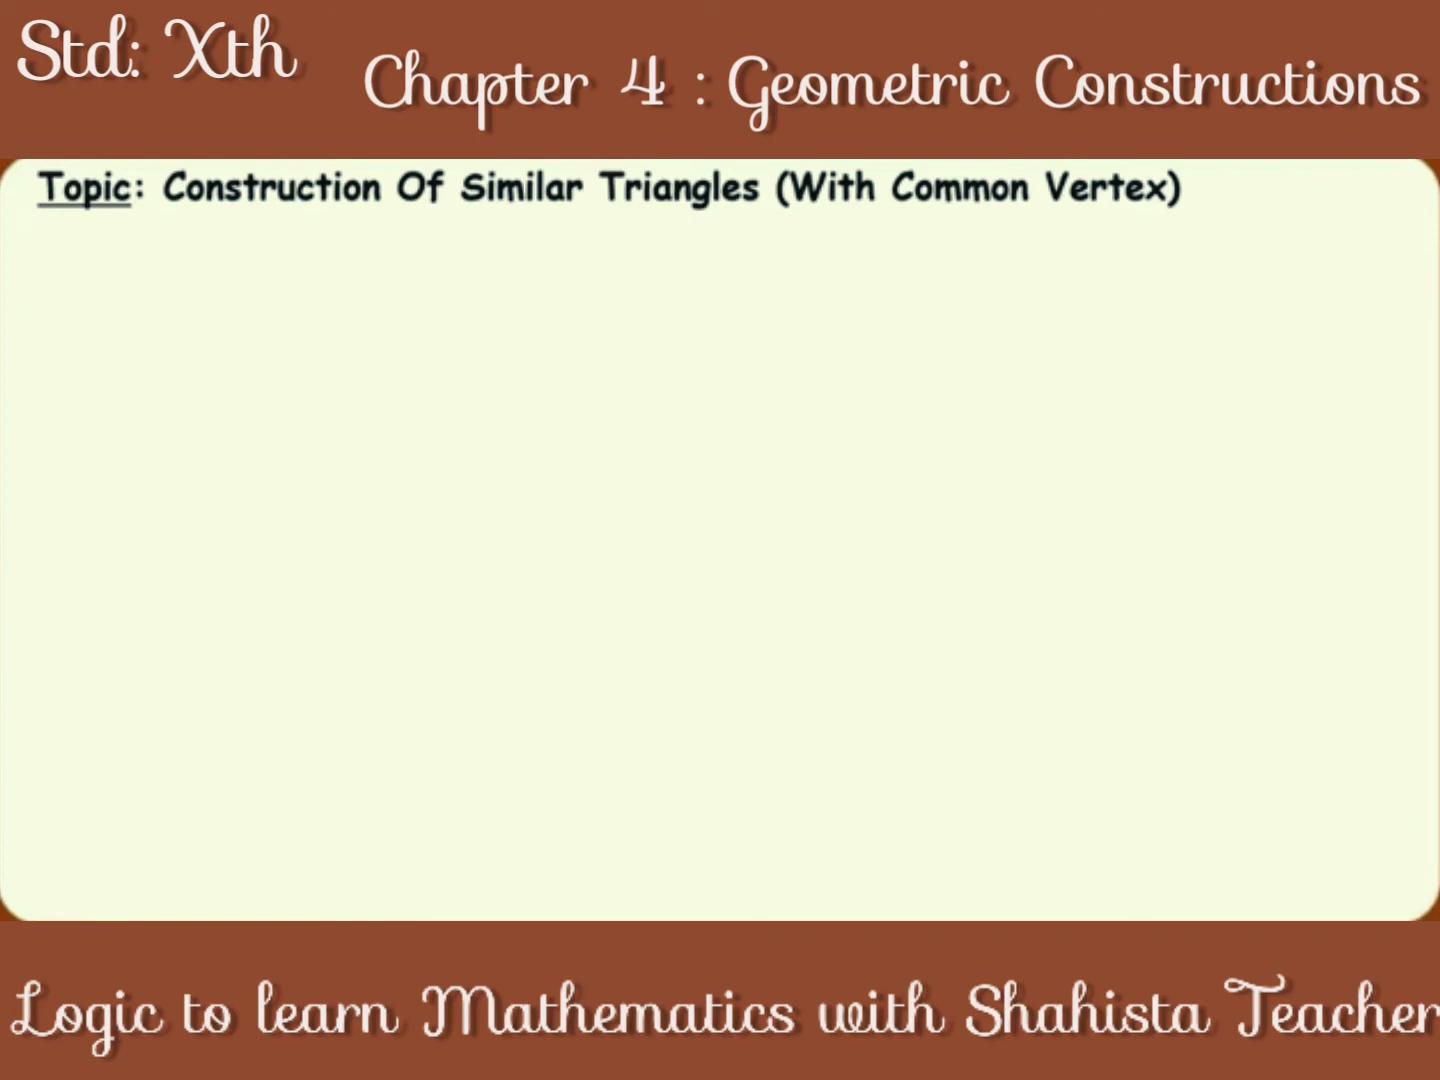 Std: Xth
Chapter 4 : Geometric Constructions
Topic: Construction Of Similar Triangles (With Common Vertex)
Logic to learn Mathematics with Shahista Teacher